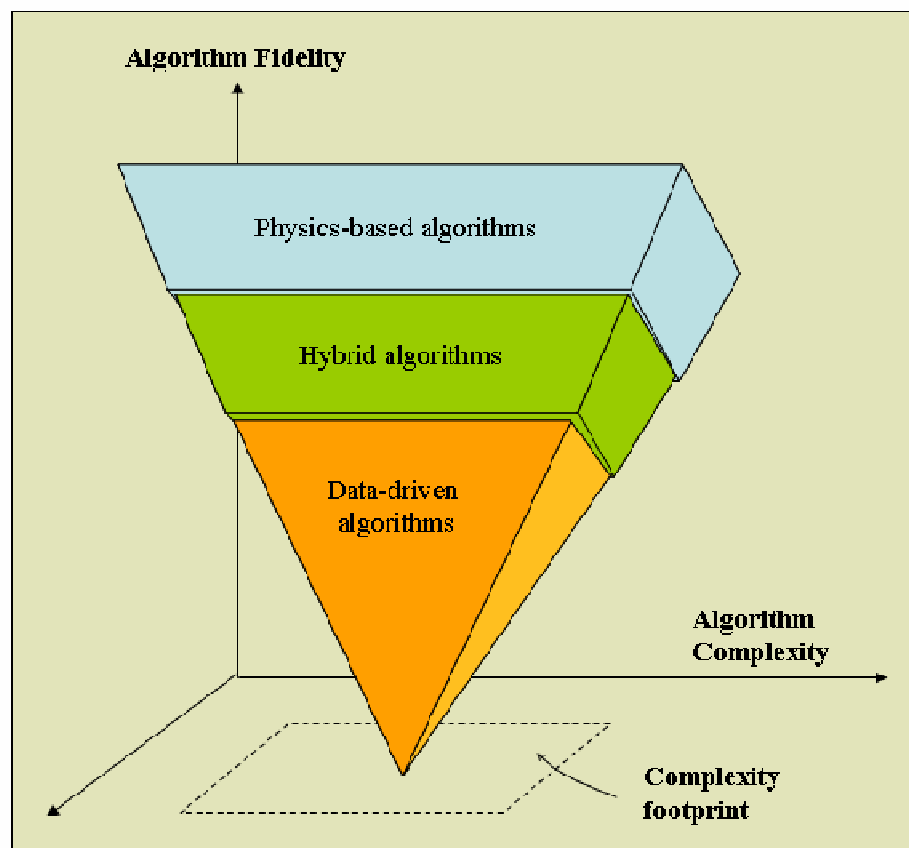 Algorithm Fidelity
Physics-based algorithms
Hybrid algorithms
Data-driven
algorithms
Algorithm
Complexity
Complexity
footprint